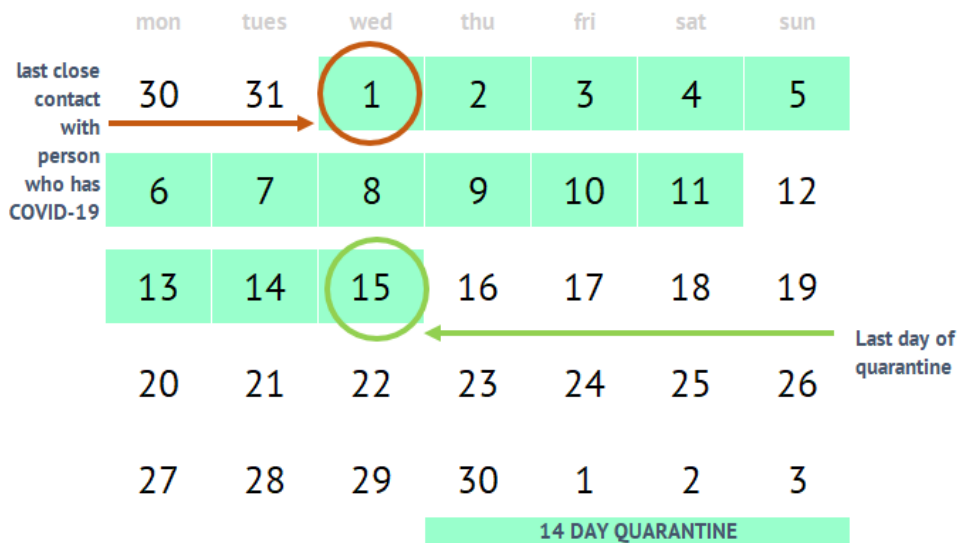 mon tues wed thu fri sat sun
last close
contact
with
person
who has
COVID-19
30 31 1 2 3 4 5
6 7 8 9 10 11 12
13 14 15 16 17 18 19
Last day of
quarantine
20 21 22 23 24 25 26
27 28 29 30 1 2 3
14 DAY QUARANTINE